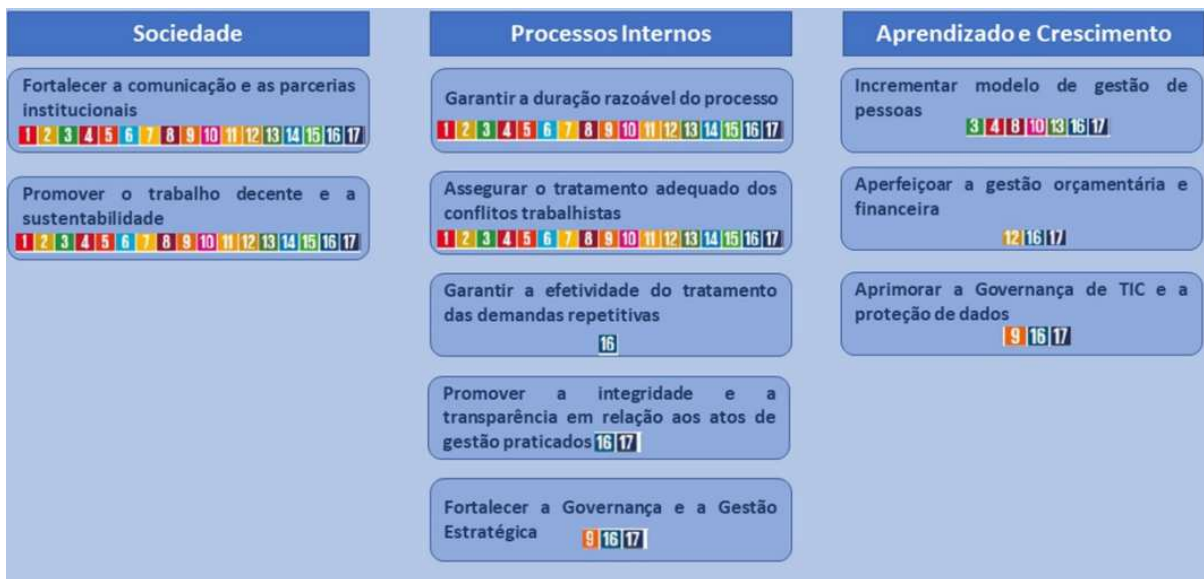 Sociedade
Fortalecer a comunicação e as parcerias
institucionais
1 2 3 4 5 6 7 8 9 10 11 12 13 14 15 16 17
Promover o trabalho decente e a
sustentabilidade
1 2 3 4 5 6 7 8 9 10 11 12 13 14 15 16 17
Processos Internos
Garantir a duração razoável do processo
1 2 3 4 5 6 7 8 9 10 11 12 13 14 15 16 17
Assegurar o tratamento adequado dos
conflitos trabalhistas
1 2 3 4 5 6 7 8 9 10 11 12 13 14 15 16 17
Garantir a efetividade do tratamento
das demandas repetitivas
16
Promover a integridade e a
transparência em relação aos atos de
gestão praticados 16 17
Fortalecer a Governança e a Gestão
Estratégica 9 16 17
Aprendizado e Crescimento
Incrementar modelo de gestão de
pessoas
3 4 8 10 13 16 17
Aperfeiçoar a gestão orçamentária e
financeira
12 16 17
Aprimorar a Governança de TIC e a
proteção de dados
9 16 17